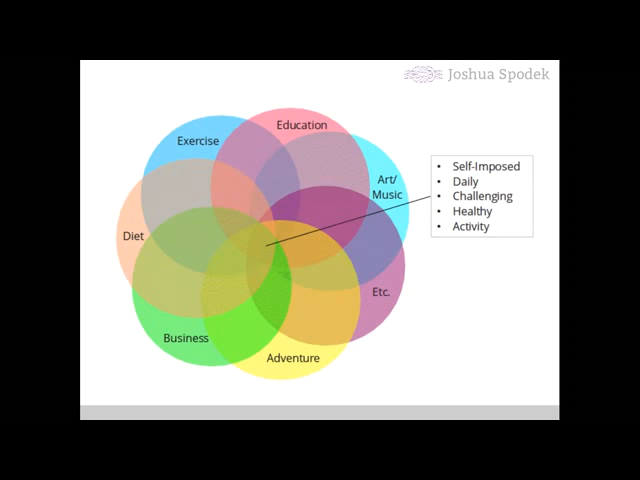 Joshua Spodek
Education
Exercise
Art/
Music
Diet
Etc.
Business
Adventure
• Self-Imposed
• Daily
• Challenging
• Healthy
• Activity